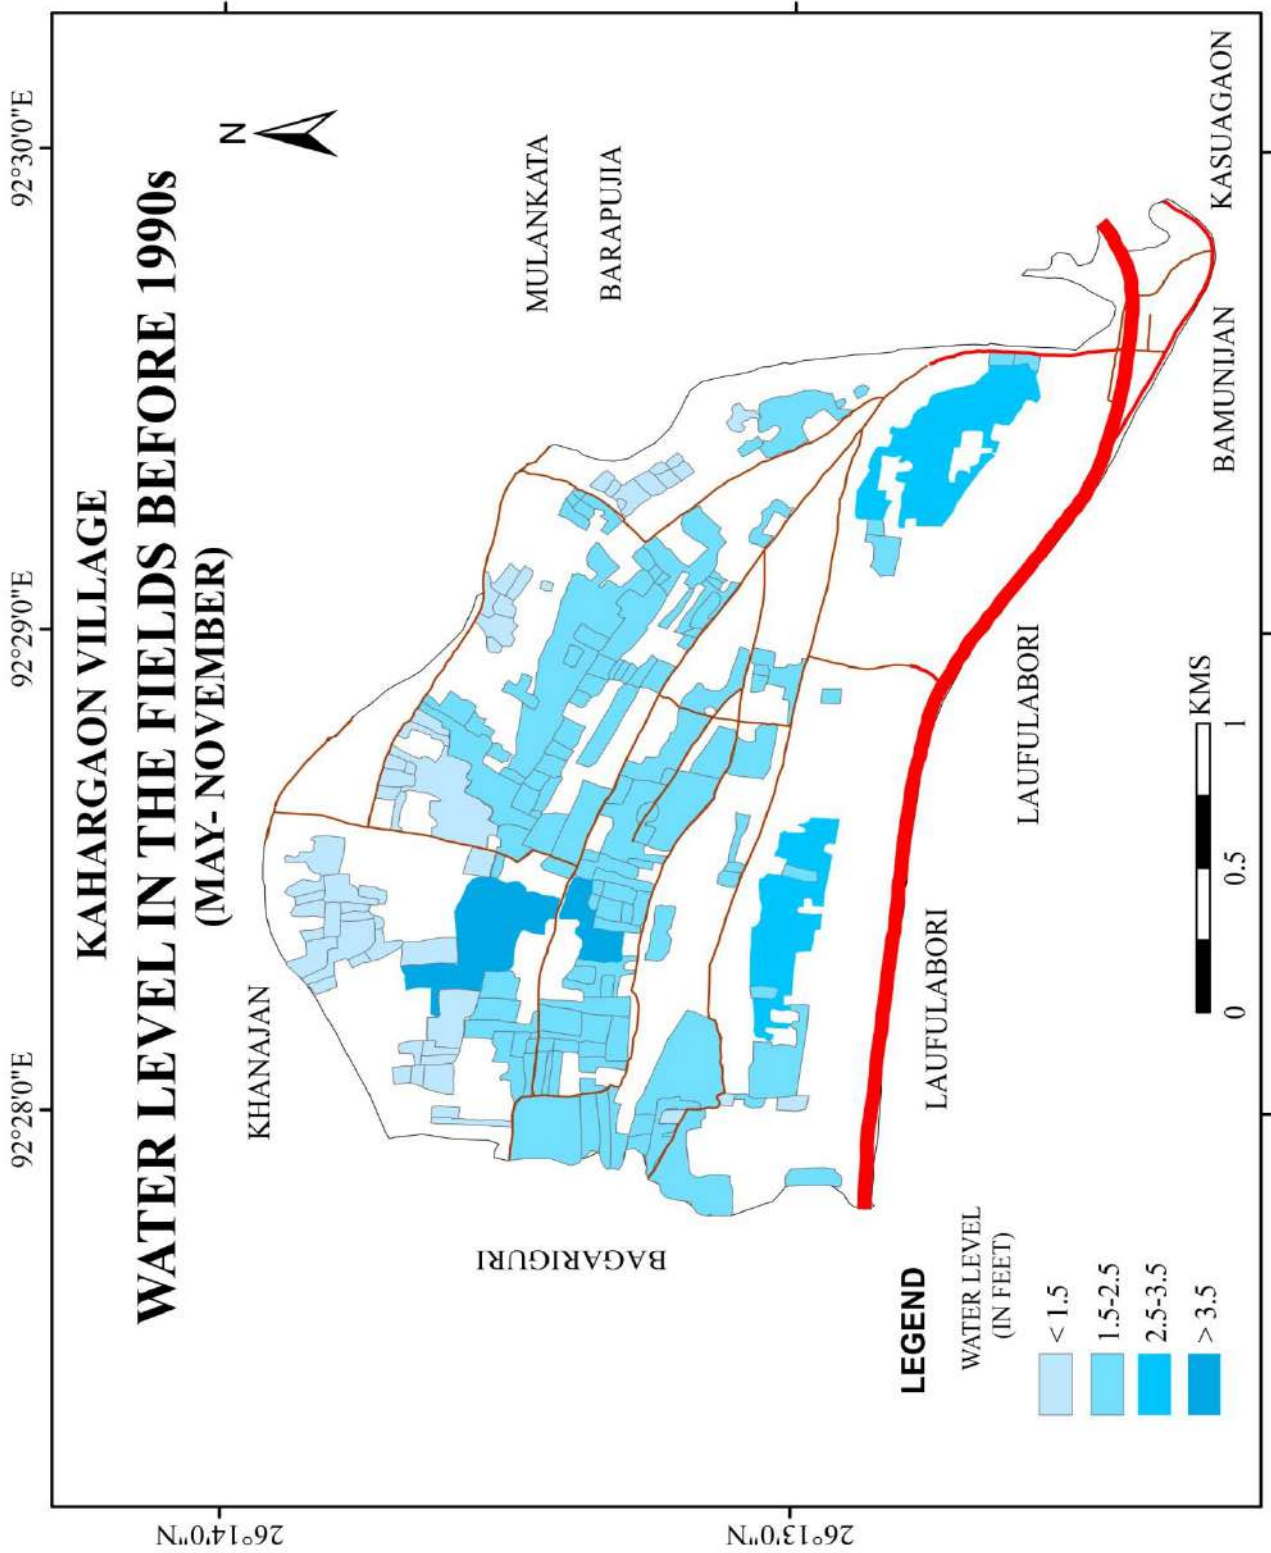 KAHARGAON VILLAGE
WATER LEVEL IN THE FIELDS BEFORE 1990s
(MAY- NOVEMBER)
92°28'0"E
92°29'0"E
92°30'0"E
26°14'0"N
26°13'0"N
N
KHANAJAN
MULANKATA
BARAPUJIA
BAGARIGURI
LAUFULABORI
LAUFULABORI
BAMUNIJAN
KASUAGAON
LEGEND
WATER LEVEL
(IN FEET)
< 1.5
1.5-2.5
2.5-3.5
> 3.5
0 0.5 1
KMS